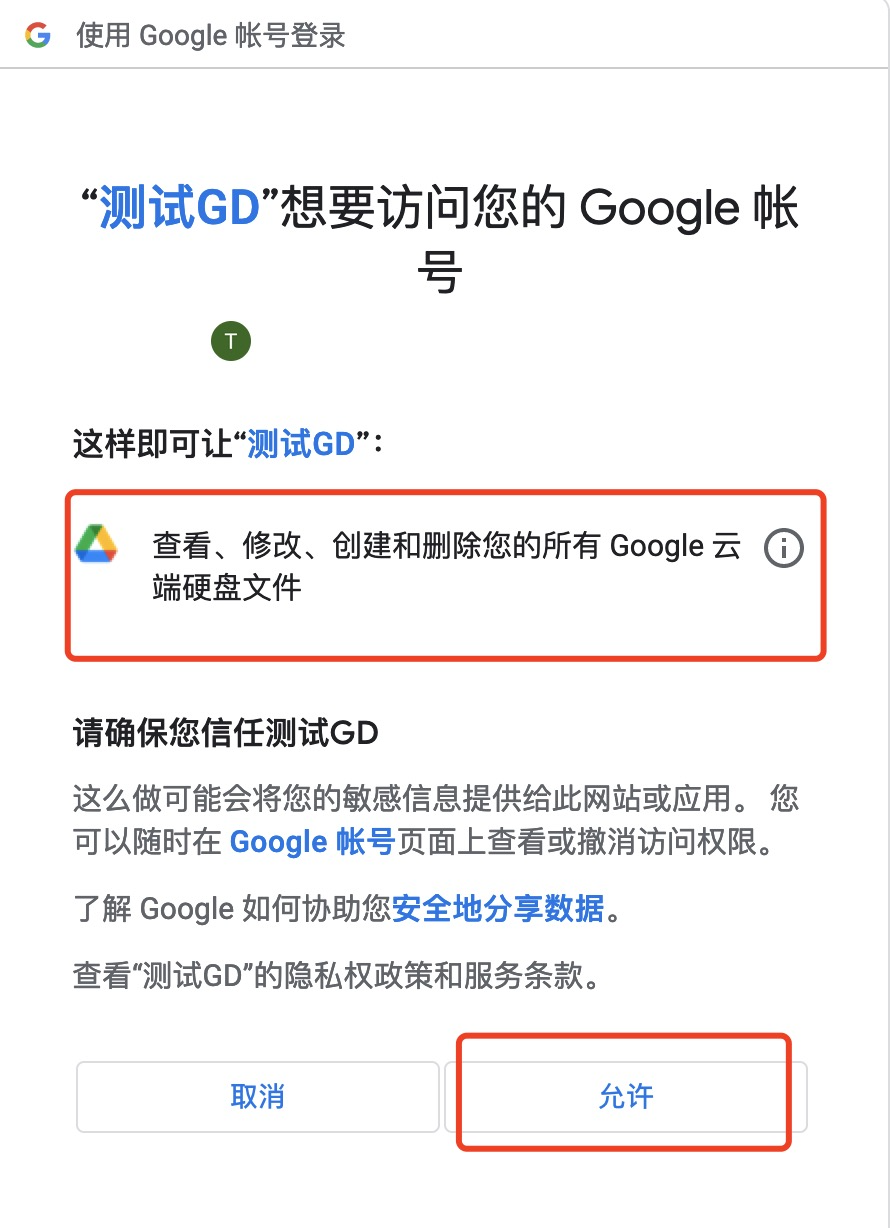 使用 Google 帐号登录
“测试GD”想要访问您的 Google 帐
号
T
这样即可让“测试GD”：
查看、修改、创建和删除您的所有 Google 云
端硬盘文件
请确保您信任测试GD
这么做可能会将您的敏感信息提供给此网站或应用。 您
可以随时在 Google 帐号页面上查看或撤消访问权限。
了解 Google 如何协助您安全地分享数据。
查看“测试GD”的隐私权政策和服务条款。
取消
允许